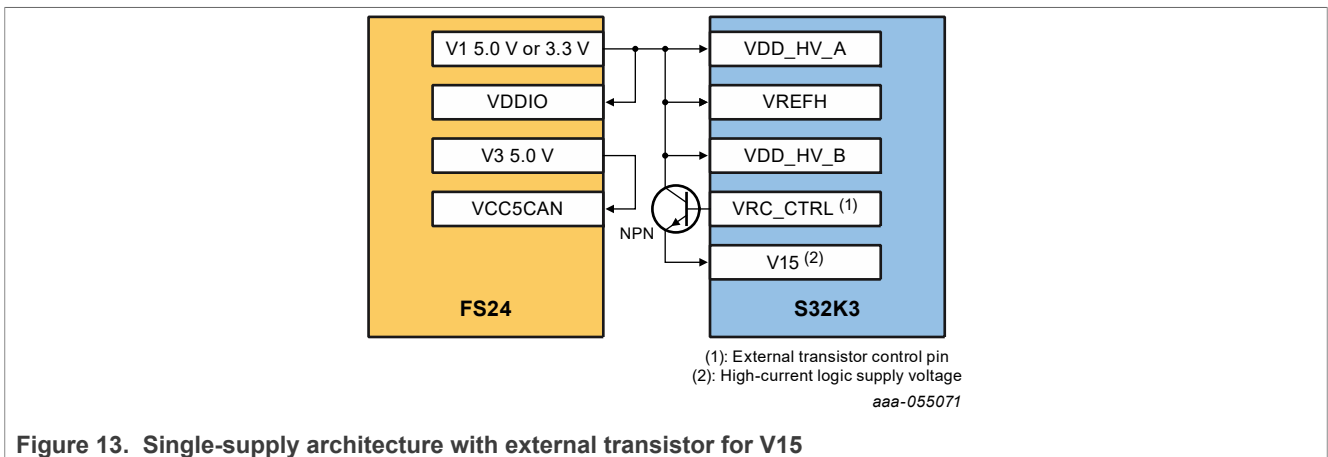 V1 5.0 V or 3.3 V
VDD_HV_A
VDDIO
VREFH
V3 5.0 V
VDD_HV_B
VCC5CAN
VRC_CTRL (1)
NPN
V15 (2)
FS24
S32K3
(1): External transistor control pin
(2): High-current logic supply voltage
aaa-055071
Figure 13. Single-supply architecture with external transistor for V15